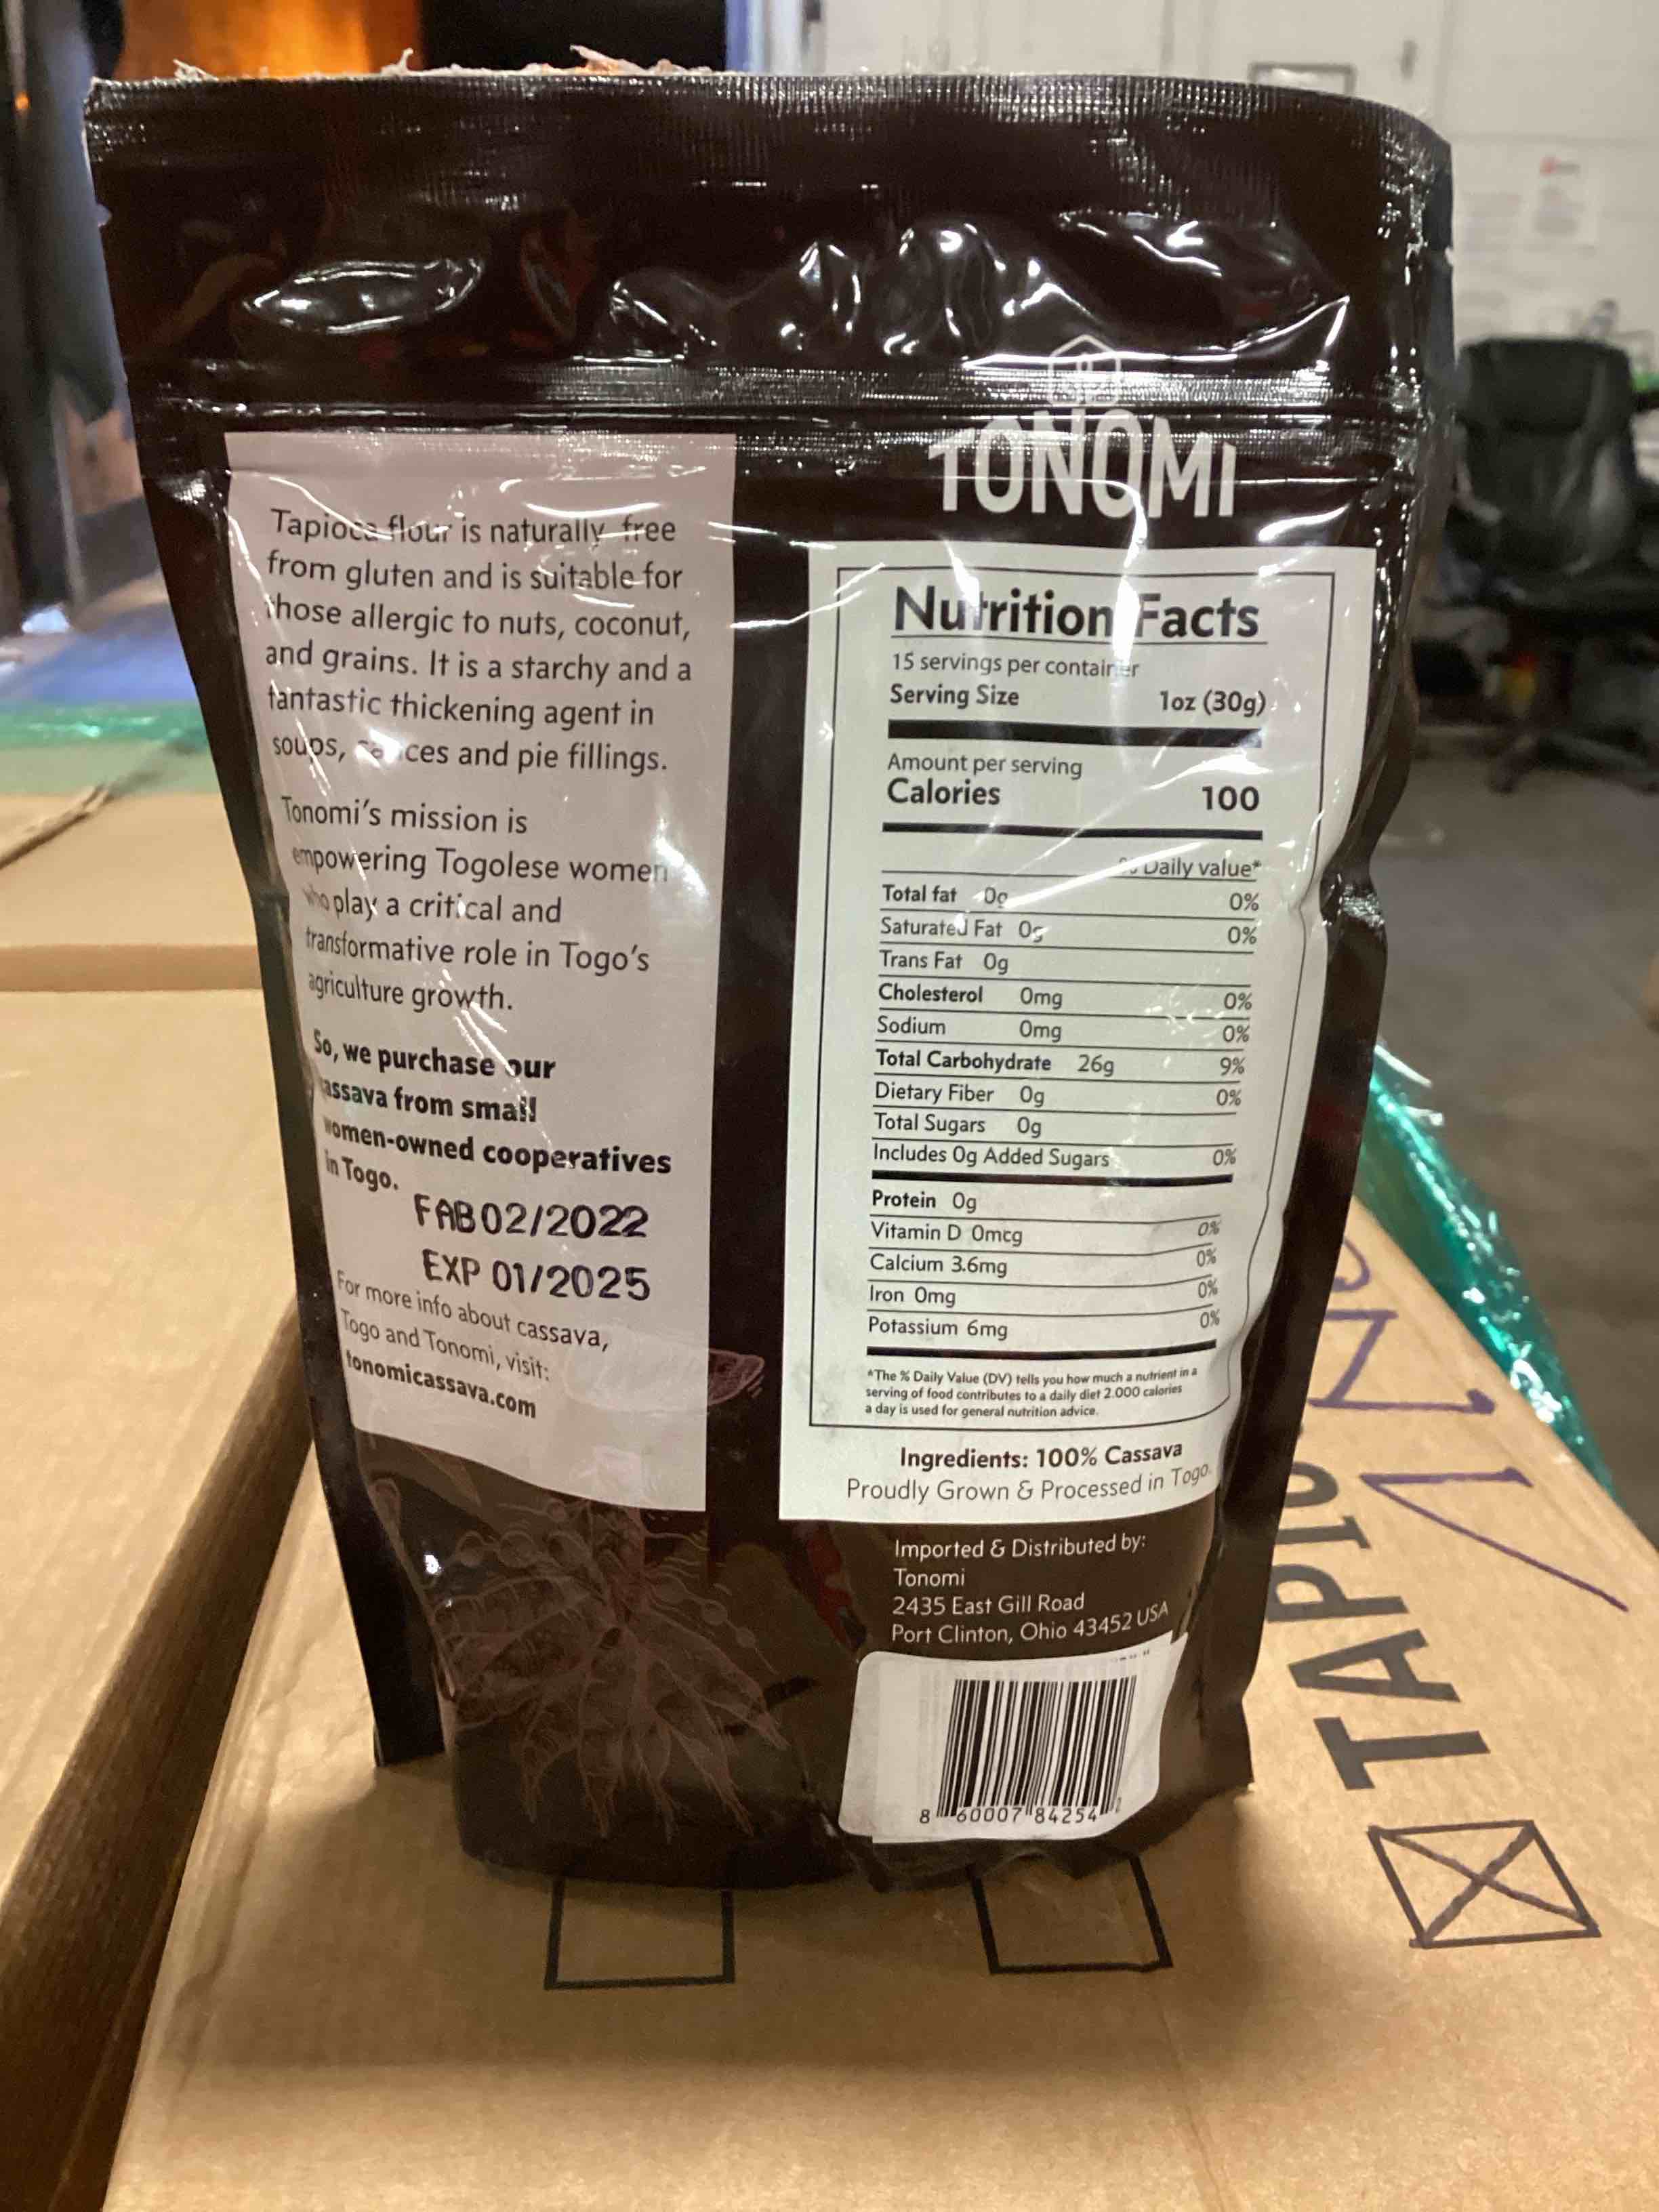 Tapioca flour is naturally free
from gluten and is suitable for
those allergic to nuts, coconut,
and grains. It is a starchy and a
fantastic thickening agent in
soups, sauces and pie fillings.
Tonomi's mission is
empowering Togolese women
who play a critical and
transformative role in Togo's
agriculture growth.
So, we purchase our
cassava from small
women-owned cooperatives
in Togo.
FAB 02/2022
EXP 01/2025
For more info about cassava,
Togo and Tonomi, visit:
tonomicassava.com
TONOMI
Nutrition Facts
15 servings per container
Serving Size 1oz (30g)
Amount per serving
Calories 100
% Daily value*
Total fat 0g 0%
Saturated Fat 0g 0%
Trans Fat 0g
Cholesterol 0mg 0%
Sodium 0mg 0%
Total Carbohydrate 26g 9%
Dietary Fiber 0g 0%
Total Sugars 0g
Includes 0g Added Sugars 0%
Protein 0g
Vitamin D 0mcg 0%
Calcium 3.6mg 0%
Iron 0mg 0%
Potassium 6mg 0%
*The % Daily Value (DV) tells you how much a nutrient in a
serving of food contributes to a daily diet 2.000 calories
a day is used for general nutrition advice.
Ingredients: 100% Cassava
Proudly Grown & Processed in Togo.
Imported & Distributed by:
Tonomi
2435 East Gill Road
Port Clinton, Ohio 43452 USA
8 60007 84254 2